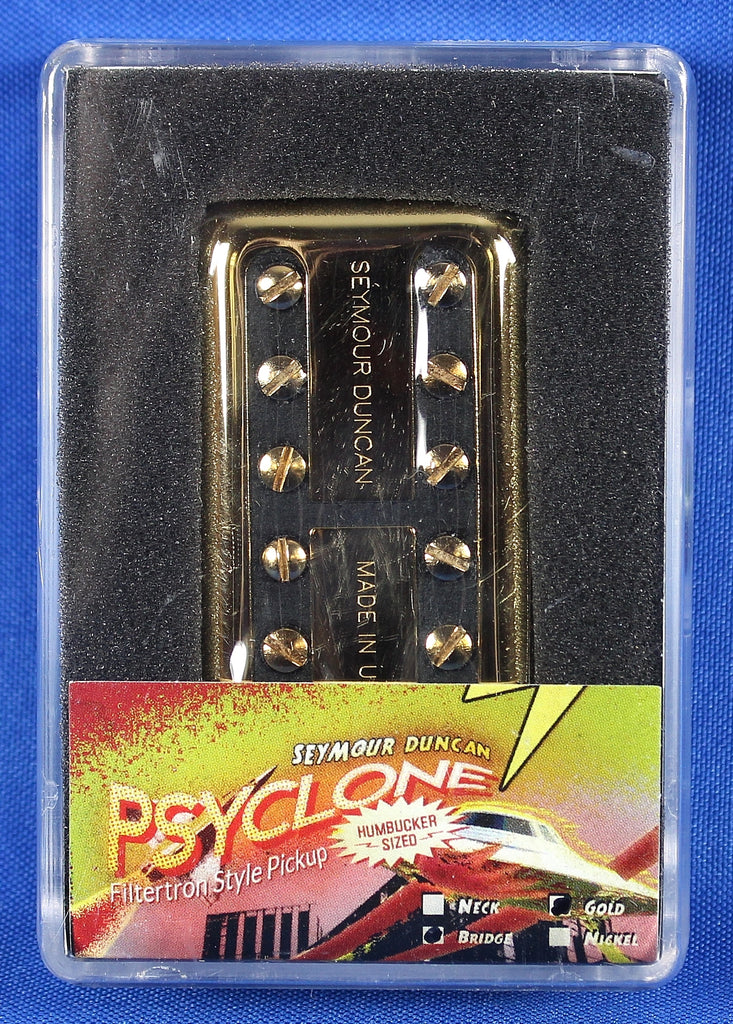 SEYMOUR DUNCAN
MADE IN U
SEYMOUR DUNCAN
PSYCLONE
HUMBUCKER
SIZED
Filtertron Style Pickup
NECK
GOLD
BRIDGE
NICKEL